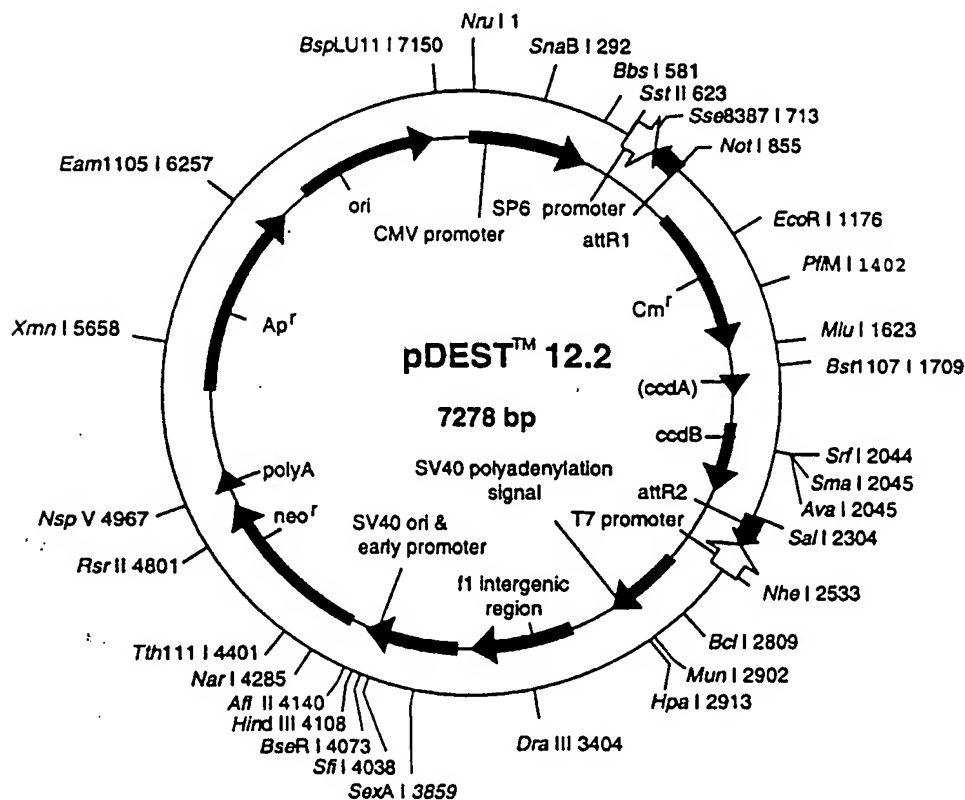 Nru I 1
BspLU11 I 7150
SnaB I 292
Bbs I 581
Sst II 623
Sse8387 I 713
Not I 855
Eam1105 I 6257
ori
SP6 promoter
CMV promoter
attR1
EcoR I 1176
PflM I 1402
Cmr
Apr
Xmn I 5658
Mlu I 1623
pDEST™ 12.2
Bst1107 I 1709
(ccdA)
7278 bp
ccdB
Srf I 2044
SV40 polyadenylation
signal
polyA
attR2
Sma I 2045
Ava I 2045
Nsp V 4967
neor
SV40 ori &
early promoter
T7 promoter
Sal I 2304
Rsr II 4801
f1 intergenic
region
Nhe I 2533
Bcl I 2809
Tth111 I 4401
Mun I 2902
Nar I 4285
Hpa I 2913
Afl II 4140
Hind III 4108
BseR I 4073
Dra III 3404
Sfi I 4038
SexA I 3859